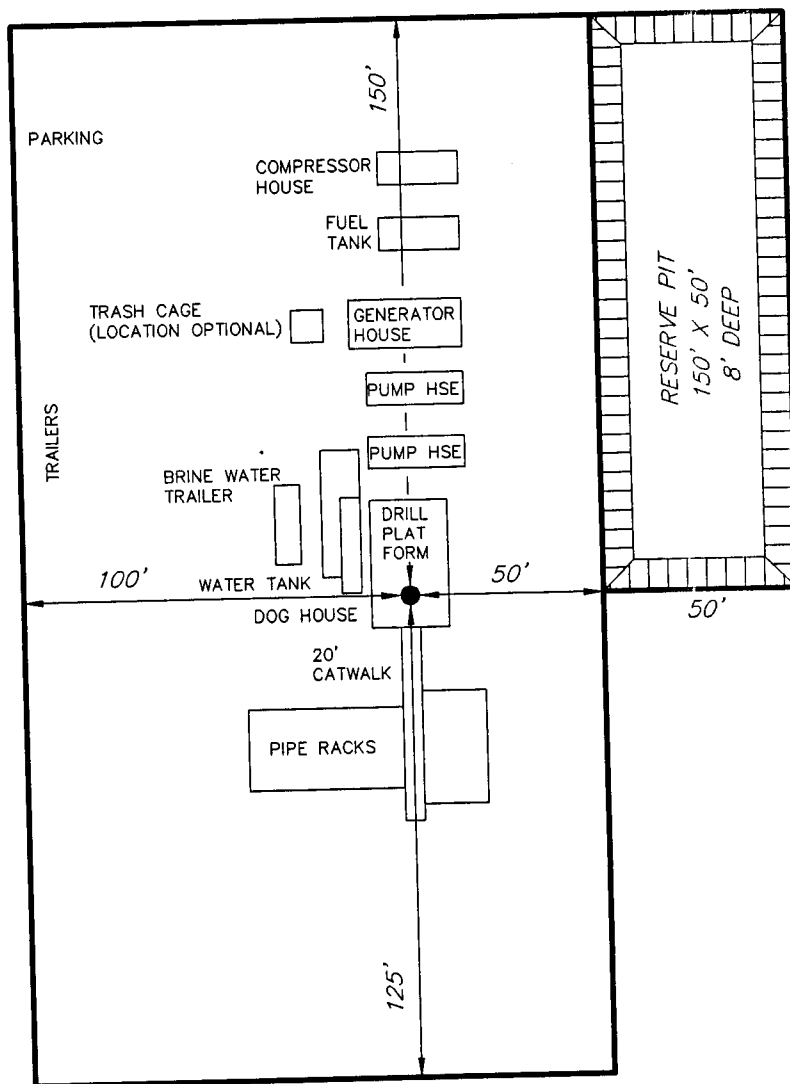 150'
PARKING
COMPRESSOR
HOUSE
FUEL
TANK
TRASH CAGE
(LOCATION OPTIONAL)
GENERATOR
HOUSE
PUMP HSE
TRAILERS
PUMP HSE
BRINE WATER
TRAILER
DRILL
PLAT
FORM
WATER TANK
100'
50'
DOG HOUSE
20'
CATWALK
PIPE RACKS
125'
RESERVE PIT
150' X 50'
8' DEEP
50'